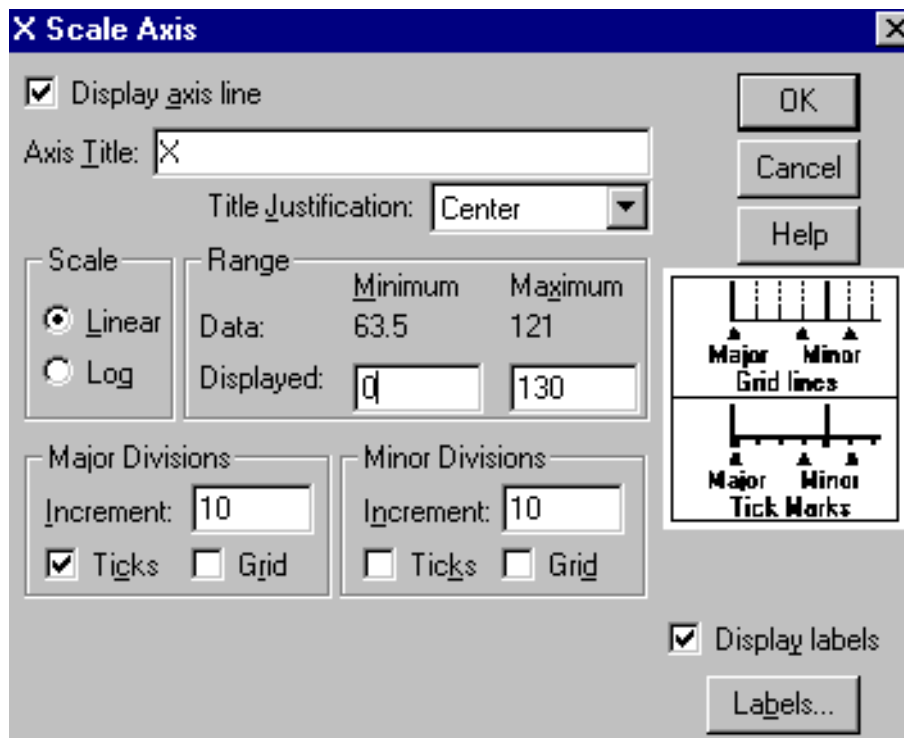 X Scale Axis
Display axis line
OK
Axis Title: X
Cancel
Title Justification: Center
Help
Scale
Linear
Log
Range
Minimum Maximum
Data: 63.5 121
Displayed: 0 130
Major Minor
Grid lines
Major Minor
Tick Marks
Major Divisions
Increment: 10
Ticks Grid
Minor Divisions
Increment: 10
Ticks Grid
Display labels
Labels...